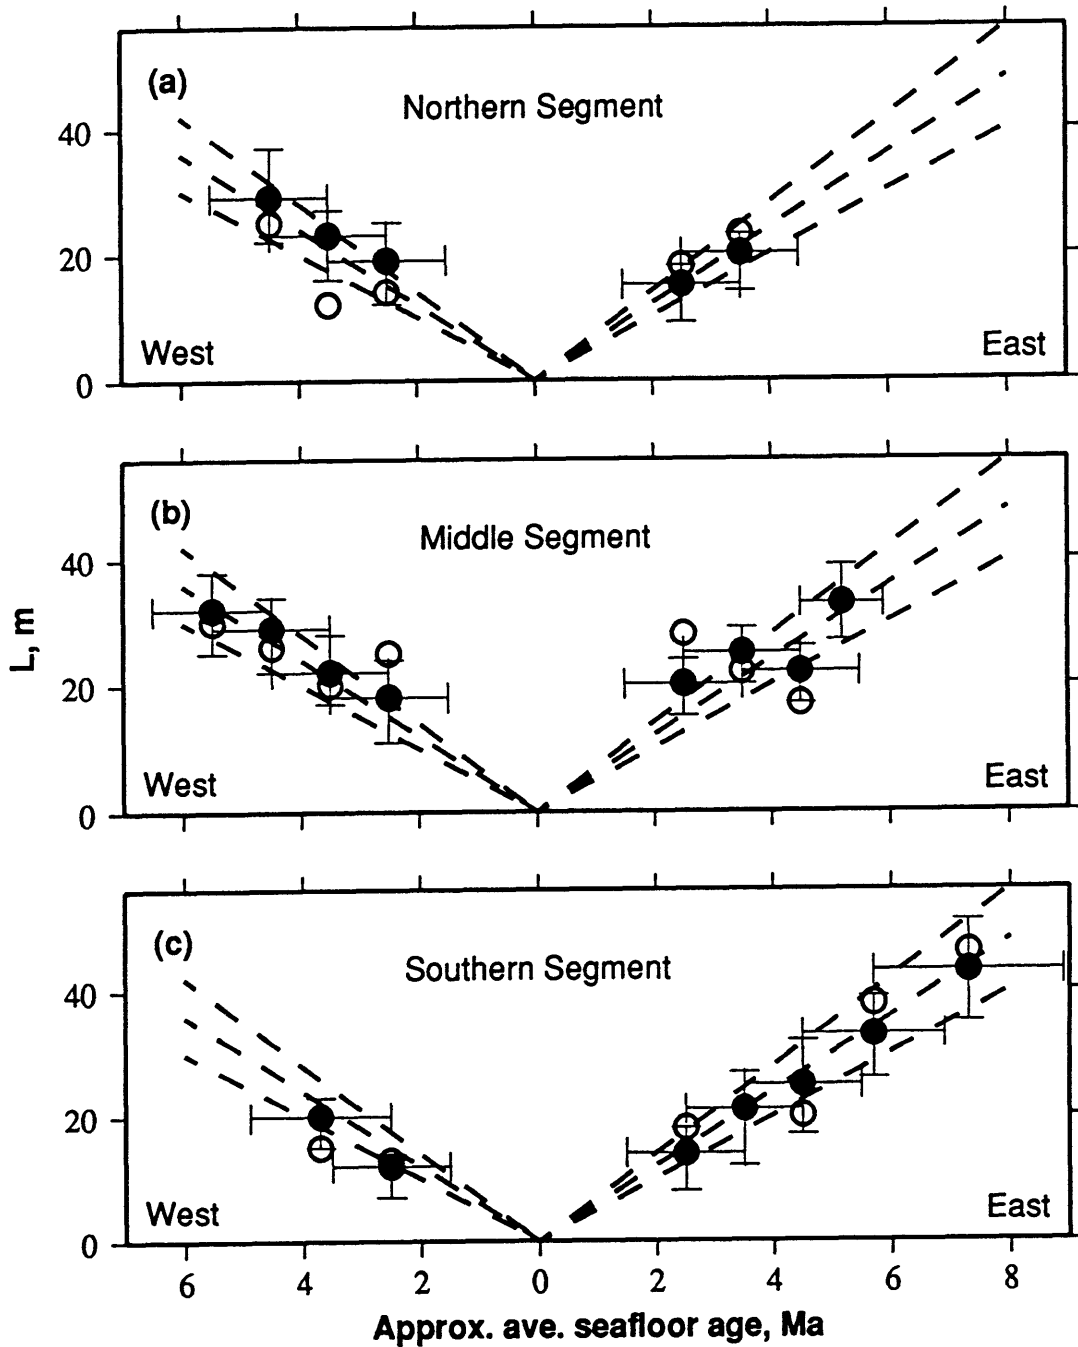 (a)
Northern Segment
40
20
West
East
0
(b)
Middle Segment
40
L, m
20
West
East
0
(c)
Southern Segment
40
20
West
East
0
6 4 2 0 2 4 6 8
Approx. ave. seafloor age, Ma